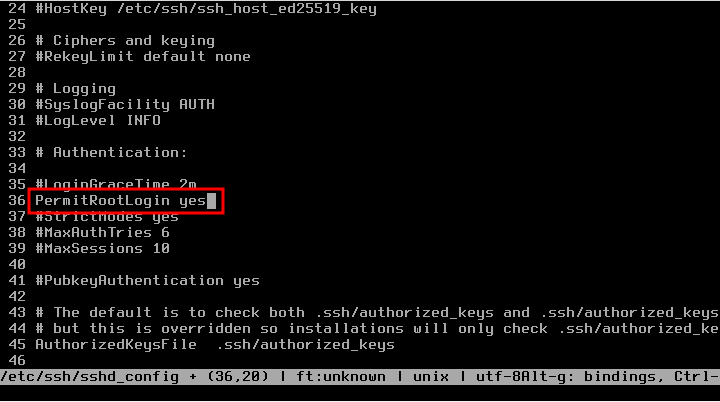 24 #HostKey /etc/ssh/ssh_host_ed25519_key
25
26 # Ciphers and keying
27 #RekeyLimit default none
28
29 # Logging
30 #SyslogFacility AUTH
31 #LogLevel INFO
32
33 # Authentication:
34
35 #LoginGraceTime 2m
36 PermitRootLogin yes
37 #StrictModes yes
38 #MaxAuthTries 6
39 #MaxSessions 10
40
41 #PubkeyAuthentication yes
42
43 # The default is to check both .ssh/authorized_keys and .ssh/authorized_keys
44 # but this is overridden so installations will only check .ssh/authorized_ke
45 AuthorizedKeysFile  .ssh/authorized_keys
46
/etc/ssh/sshd_config + (36,20) | ft:unknown | unix | utf-8Alt-g: bindings, Ctrl-